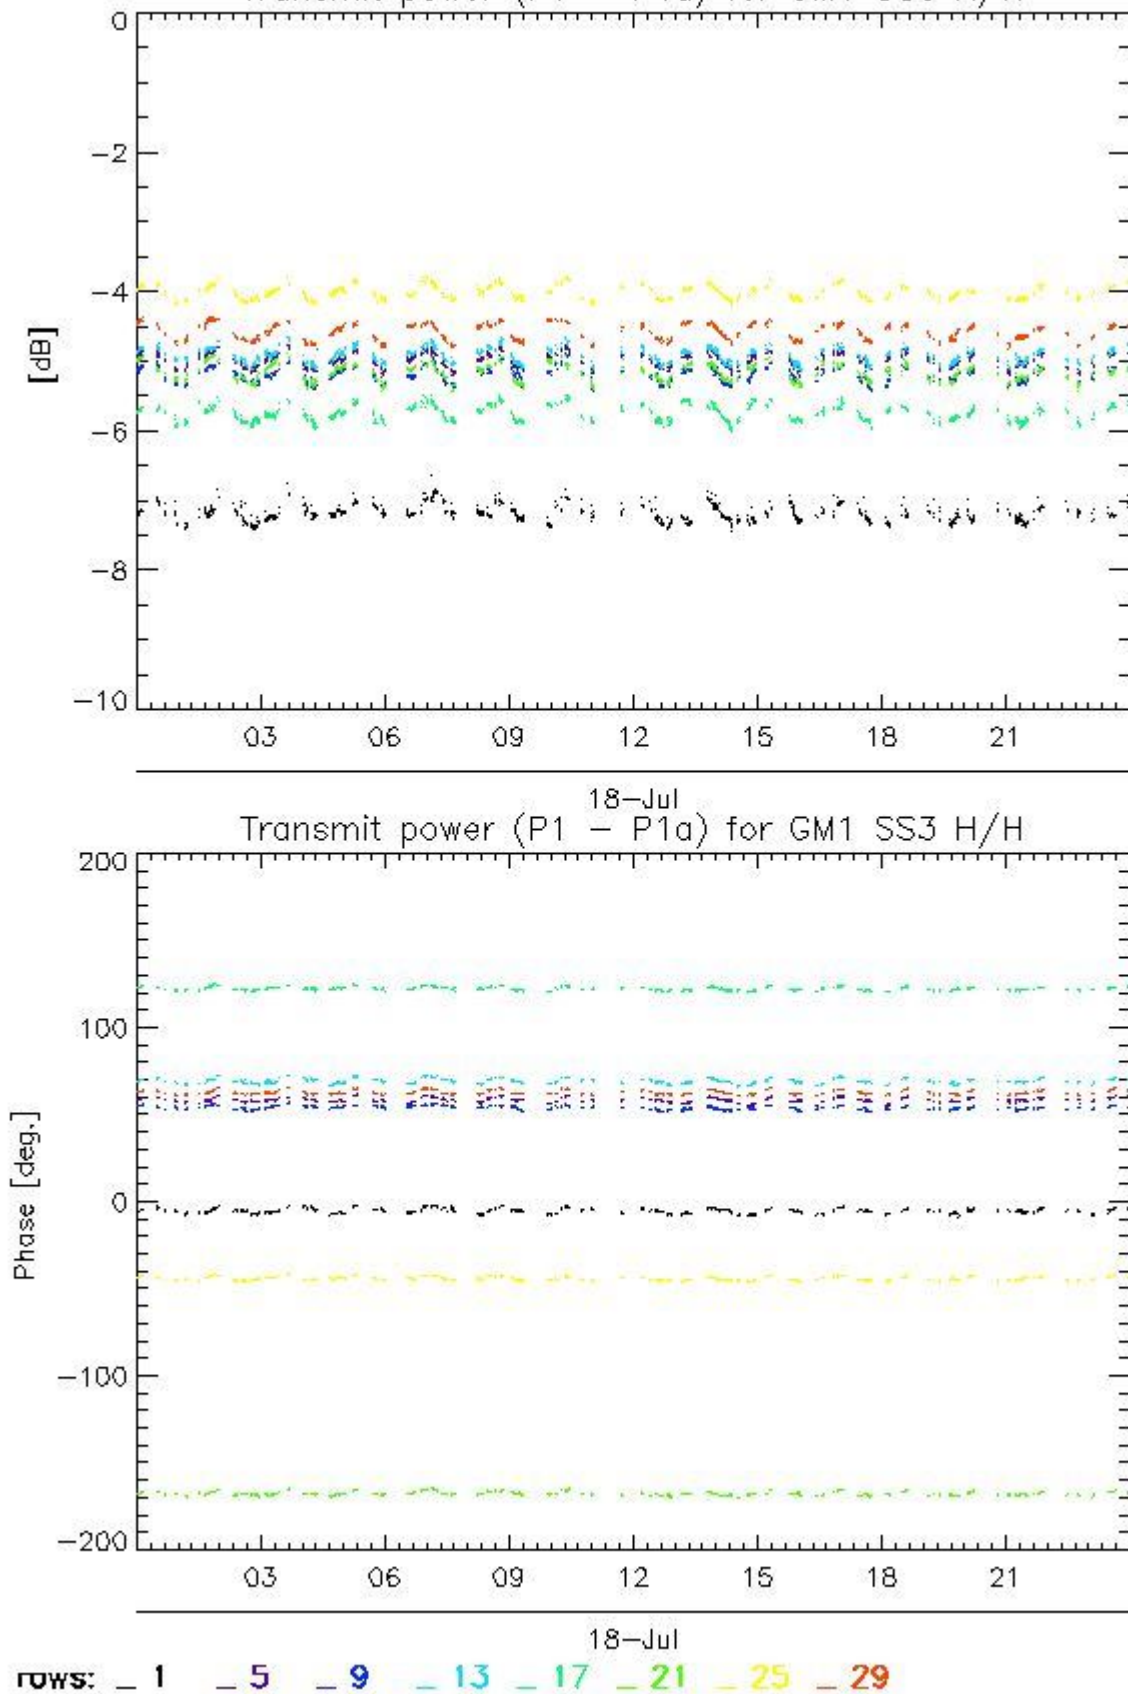 0
-2
-4
[dB]
-6
-8
-10
03 06 09 12 15 18 21
18-Jul
Transmit power (P1 - P1a) for GM1 SS3 H/H
200
100
0
Phase [deg.]
-100
-200
03 06 09 12 15 18 21
18-Jul
rows: _ 1 _ 5 _ 9 _ 13 _ 17 _ 21 _ 25 _ 29